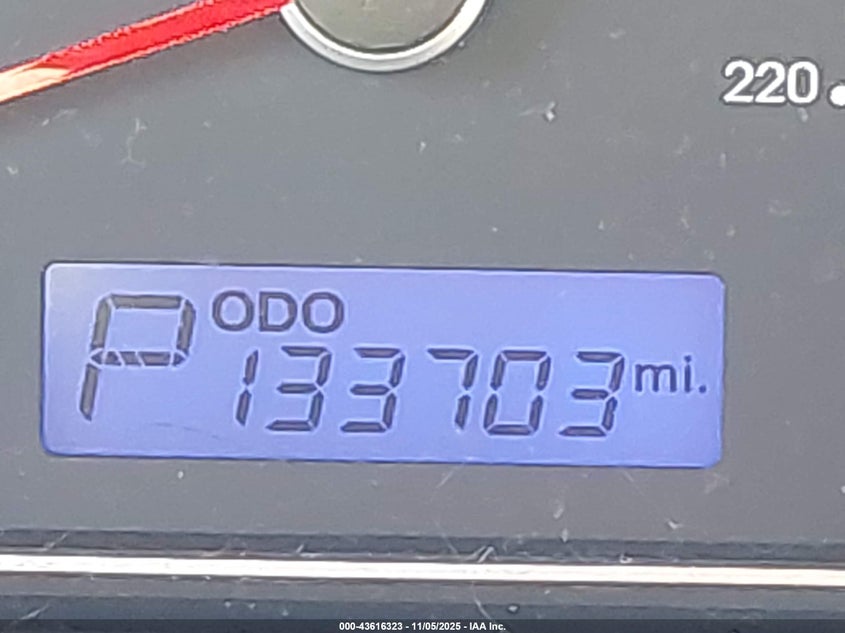 220
P ODO
133703 mi.
000-43616323 - 11/05/2025 - IAA Inc.